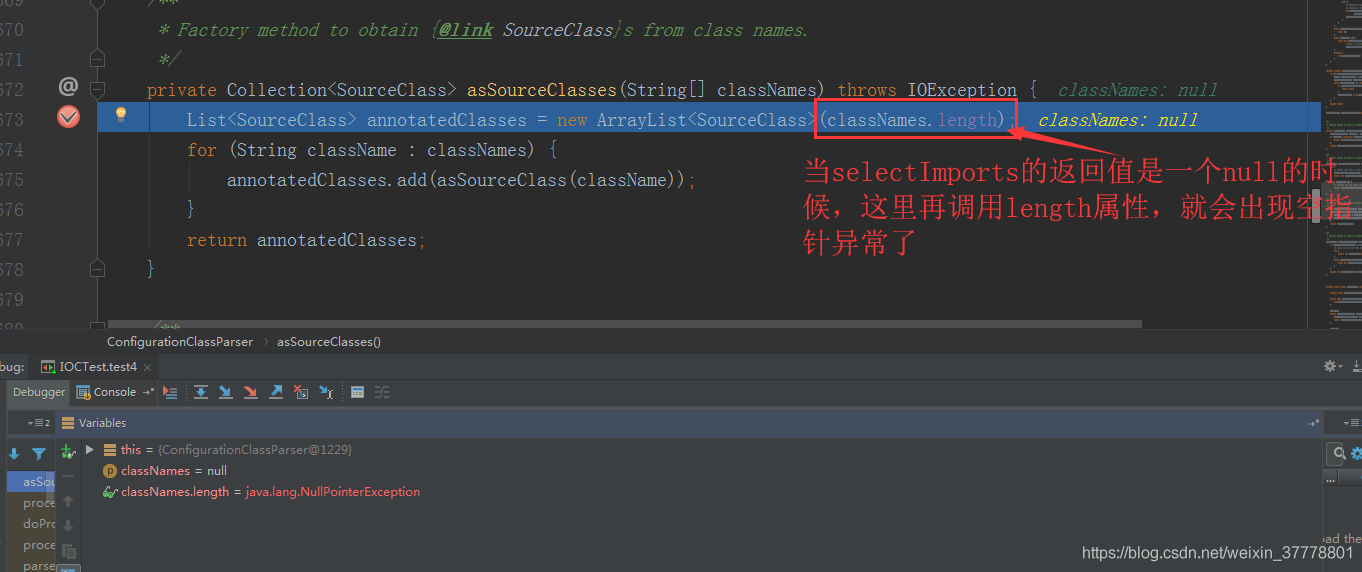 669 /**
670 * Factory method to obtain {@link SourceClass}s from class names.
671 */
672 @ private Collection<SourceClass> asSourceClasses(String[] classNames) throws IOException { classNames: null
673 List<SourceClass> annotatedClasses = new ArrayList<SourceClass>(classNames.length); classNames: null
674 for (String className : classNames) {
675 annotatedClasses.add(asSourceClass(className));
676 }
677 return annotatedClasses;
678 }
679
680 /**
当selectImports的返回值是一个null的时
候，这里再调用length属性，就会出现空指
针异常了
ConfigurationClassParser › asSourceClasses()
bug: IOCTest.test4 ×
Debugger Console
2 Variables
this = {ConfigurationClassParser@1229}
classNames = null
classNames.length = java.lang.NullPointerException
asSou
proce
doPro
proce
parse
...
...
oad the
https://blog.csdn.net/weixin_37778801